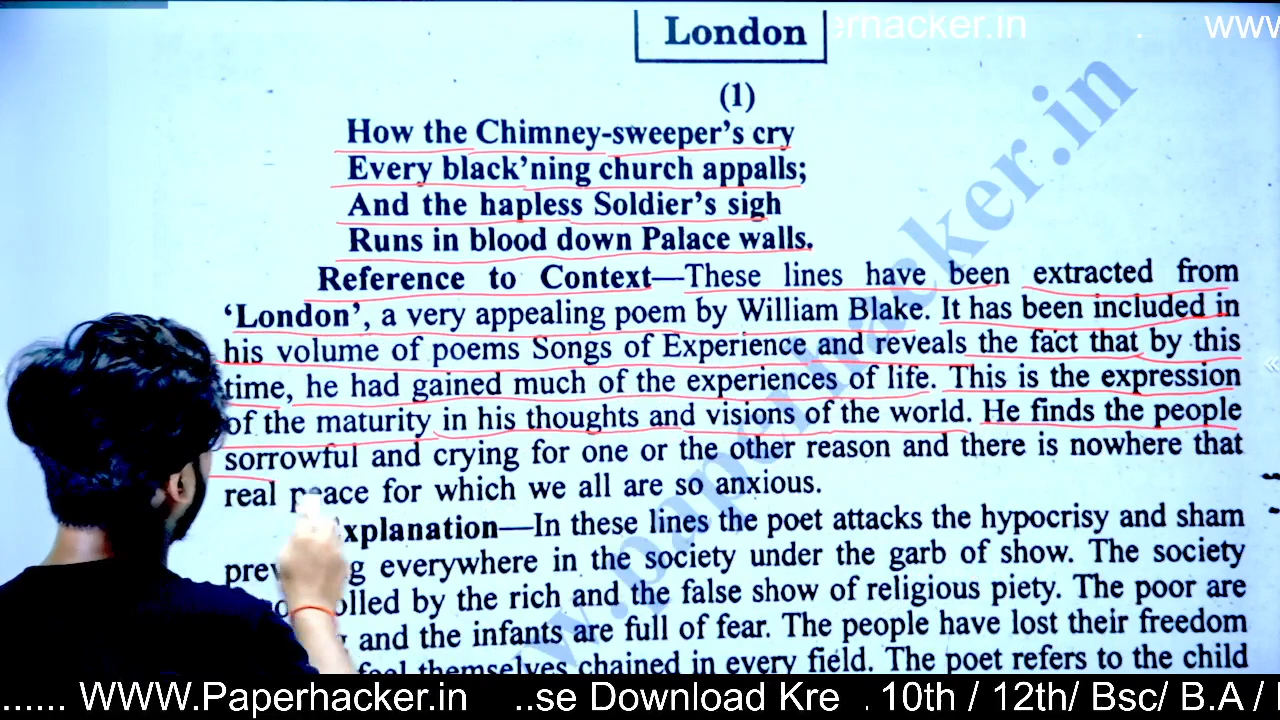 London
ernacker.in . www
(1)
How the Chimney-sweeper's cry
Every black'ning church appalls;
And the hapless Soldier's sigh
Runs in blood down Palace walls.
Reference to Context—These lines have been extracted from
'London', a very appealing poem by William Blake. It has been included in
his volume of poems Songs of Experience and reveals the fact that by this
time, he had gained much of the experiences of life. This is the expression
of the maturity in his thoughts and visions of the world. He finds the people
sorrowful and crying for one or the other reason and there is nowhere that
real peace for which we all are so anxious.
xplanation—In these lines the poet attacks the hypocrisy and sham
prev g everywhere in the society under the garb of show. The society
olled by the rich and the false show of religious piety. The poor are
and the infants are full of fear. The people have lost their freedom
feel themselves chained in every field. The poet refers to the child
w.paperhacker.in
...... WWW.Paperhacker.in ..se Download Kre . 10th / 12th/ Bsc/ B.A /